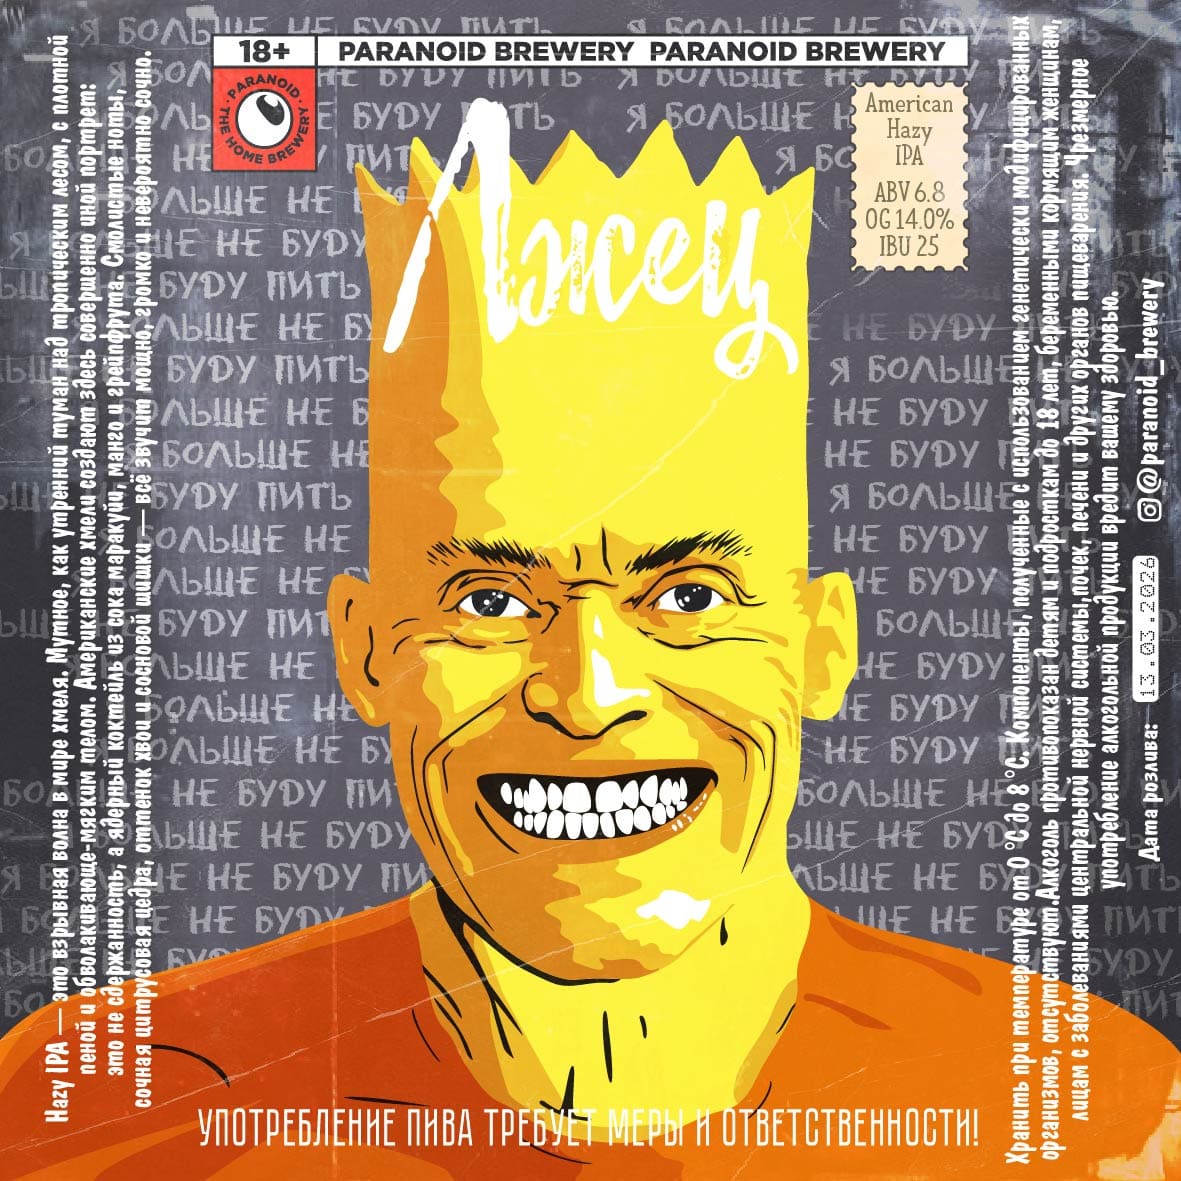 18+
PARANOID BREWERY PARANOID BREWERY
· PARANOID ·
THE HOME BREWERY
Лжец
American
Hazy
IPA
ABV 6.8
OG 14.0%
IBU 25
Я БОЛЬШЕ НЕ БУДУ ПИТЬ
Hazy IPA — это взрывная волна в мире хмеля. Мутное, как утренний туман над тропическим лесом, с плотной
пеной и обволакивающе-мягким телом. Американские хмели создают здесь совершенно иной портрет:
это не сдержанность, а ядерный коктейль из сока маракуйи, манго и грейпфрута. Смолистые ноты,
сочная цитрусовая цедра, оттенок хвои и сосновой шишки — всё звучит мощно, громко и невероятно сочно.
Хранить при температуре от 0 °C до 8 °C. Компоненты, полученные с использованием генетически модифицированных
организмов, отсутствуют. Алкоголь противопоказан детям и подросткам до 18 лет, беременным и кормящим женщинам,
лицам с заболеваниями центральной нервной системы, почек, печени и других органов пищеварения. Чрезмерное
употребление алкогольной продукции вредит вашему здоровью.
Дата розлива: 13.03.2026 @paranoid_brewery
УПОТРЕБЛЕНИЕ ПИВА ТРЕБУЕТ МЕРЫ И ОТВЕТСТВЕННОСТИ!